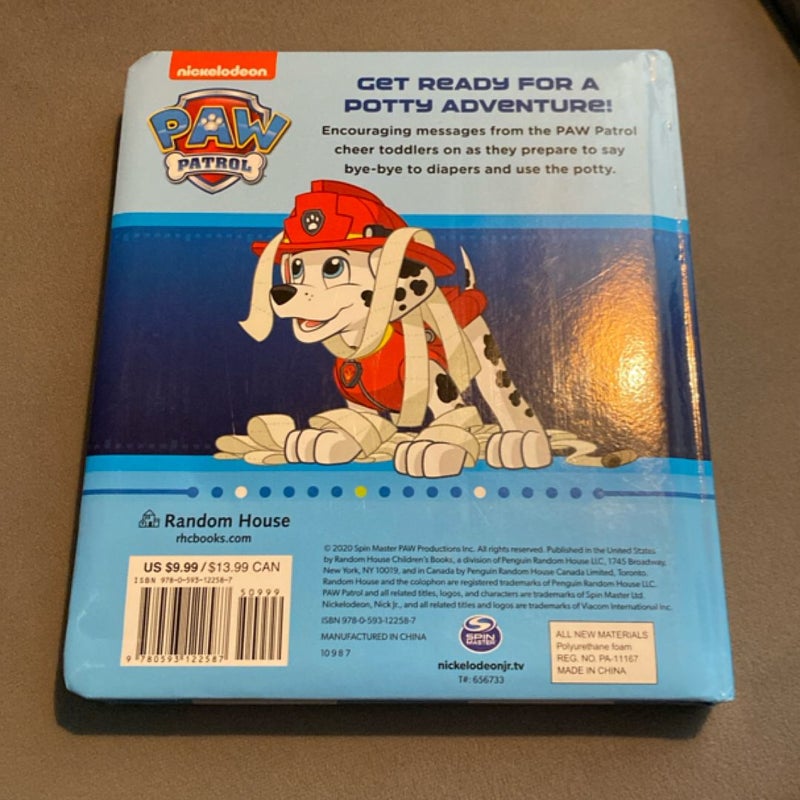 nickelodeon
PAW
PATROL
GET READY FOR A
POTTY ADVENTURE!
Encouraging messages from the PAW Patrol
cheer toddlers on as they prepare to say
bye-bye to diapers and use the potty.
Random House
rhcbooks.com
US $9.99 / $13.99 CAN
ISBN 978-0-593-12258-7
50999
9 780593 122587
© 2020 Spin Master PAW Productions Inc. All rights reserved. Published in the United States
by Random House Children's Books, a division of Penguin Random House LLC, 1745 Broadway,
New York, NY 10019, and in Canada by Penguin Random House Canada Limited, Toronto.
Random House and the colophon are registered trademarks of Penguin Random House LLC.
PAW Patrol and all related titles, logos, and characters are trademarks of Spin Master Ltd.
Nickelodeon, Nick Jr., and all related titles and logos are trademarks of Viacom International Inc.
ISBN 978-0-593-12258-7
MANUFACTURED IN CHINA
10 9 8 7
SPIN
MASTER
nickelodeonjr.tv
T#: 656733
ALL NEW MATERIALS
Polyurethane foam
REG. NO. PA-11167
MADE IN CHINA